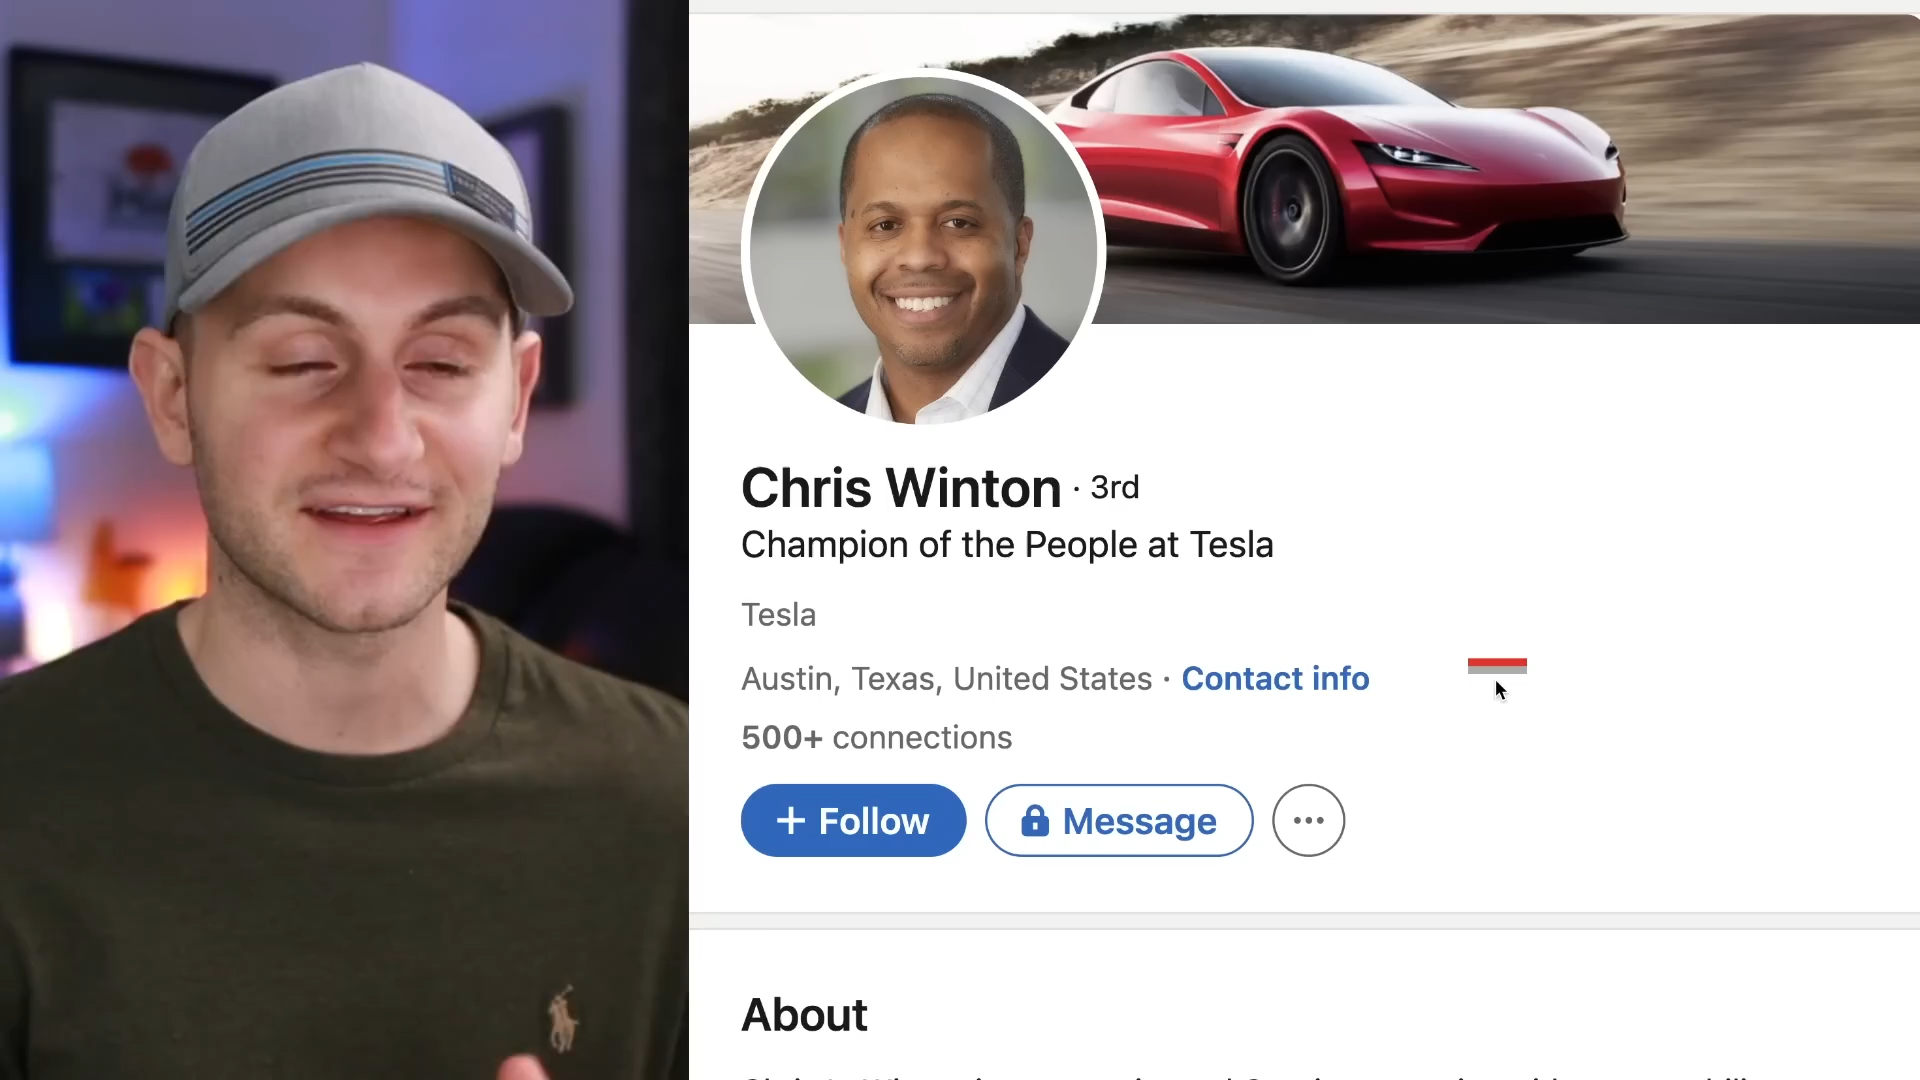 Chris Winton · 3rd
Champion of the People at Tesla
Tesla
Austin, Texas, United States · Contact info
500+ connections
+ Follow
Message
About